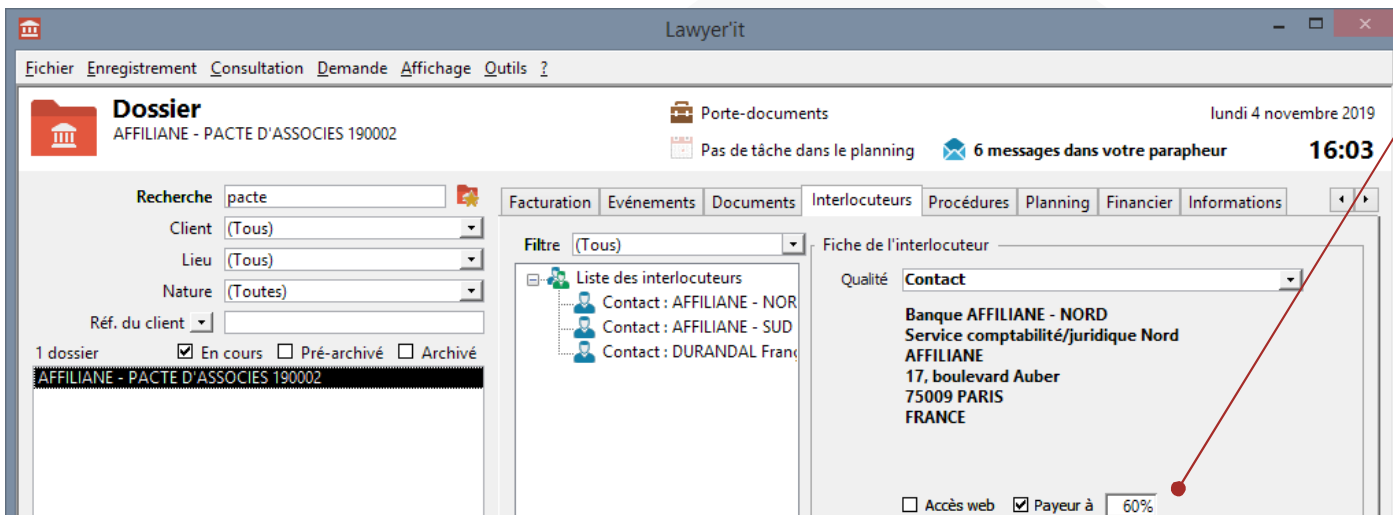 Lawyer'it
Fichier Enregistrement Consultation Demande Affichage Outils ?
Dossier
AFFILIANE - PACTE D'ASSOCIES 190002
Porte-documents
lundi 4 novembre 2019
Pas de tâche dans le planning
6 messages dans votre parapheur
16:03
Recherche pacte
Client (Tous)
Lieu (Tous)
Nature (Toutes)
Réf. du client
1 dossier En cours Pré-archivé Archivé
AFFILIANE - PACTE D'ASSOCIES 190002
Facturation Evénements Documents Interlocuteurs Procédures Planning Financier Informations
Filtre (Tous)
Liste des interlocuteurs
Contact : AFFILIANE - NOR
Contact : AFFILIANE - SUD
Contact : DURANDAL Franç
Fiche de l'interlocuteur
Qualité Contact
Banque AFFILIANE - NORD
Service comptabilité/juridique Nord
AFFILIANE
17, boulevard Auber
75009 PARIS
FRANCE
Accès web Payeur à 60%